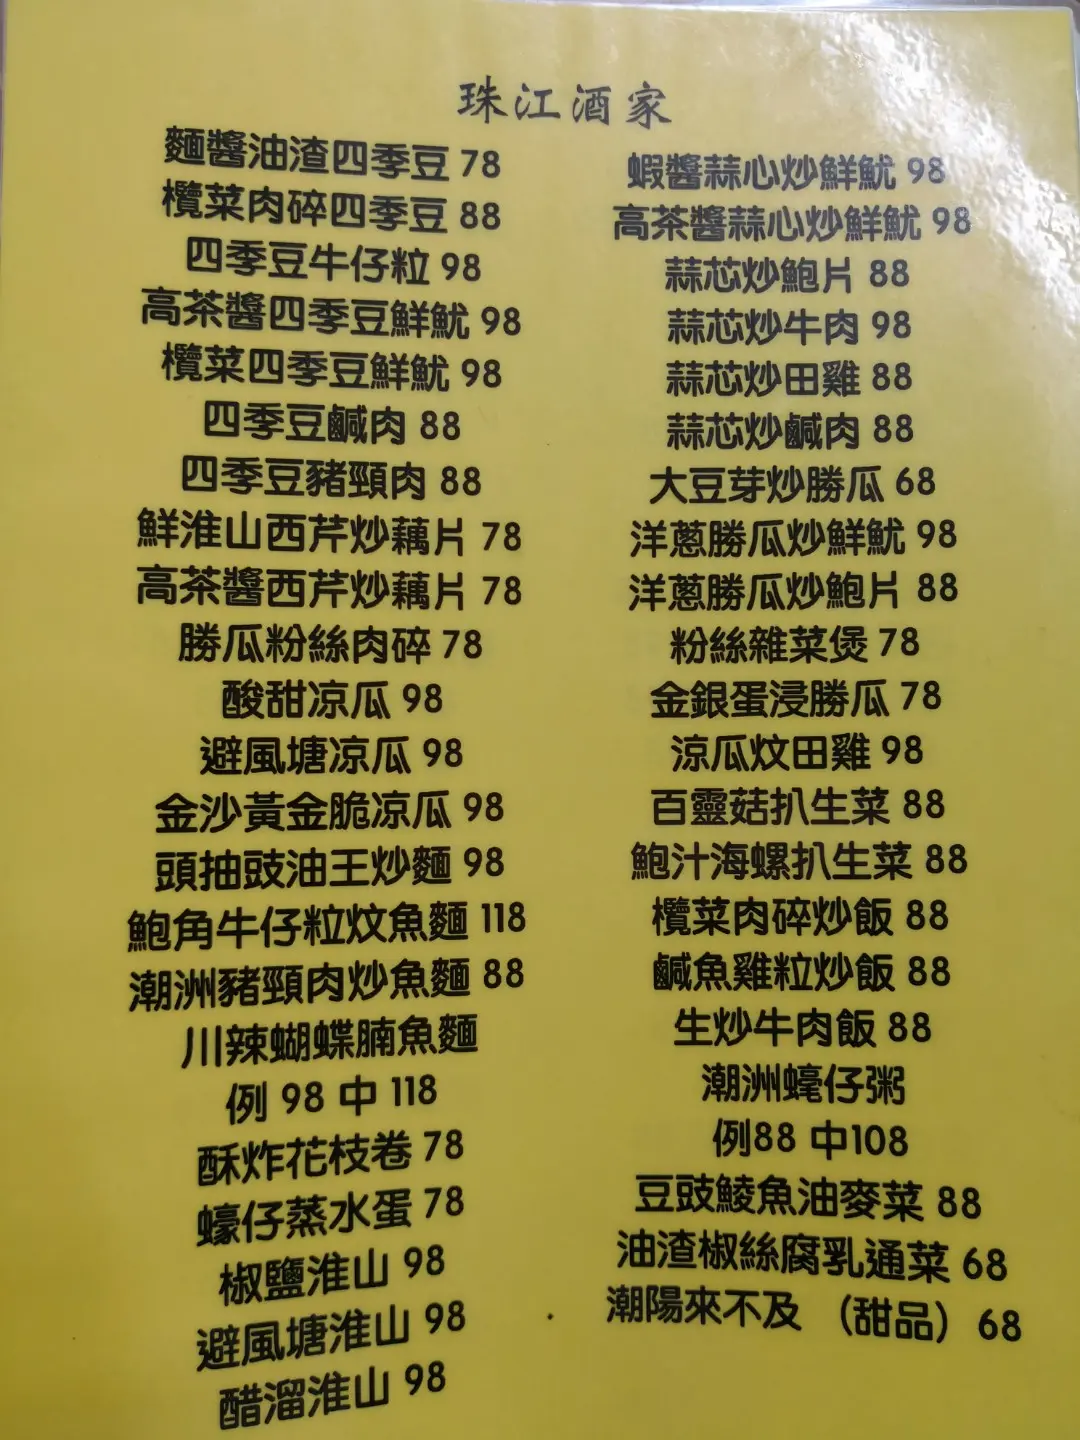 珠江酒家
麵醬油渣四季豆 78
欖菜肉碎四季豆 88
四季豆牛仔粒 98
高茶醬四季豆鮮魷 98
欖菜四季豆鮮魷 98
四季豆鹹肉 88
四季豆豬頸肉 88
鮮淮山西芹炒藕片 78
高茶醬西芹炒藕片 78
勝瓜粉絲肉碎 78
酸甜凉瓜 98
避風塘凉瓜 98
金沙黃金脆凉瓜 98
頭抽豉油王炒麵 98
鮑角牛仔粒炆魚麵 118
潮洲豬頸肉炒魚麵 88
川辣蝴蝶腩魚麵
例 98 中 118
酥炸花枝卷 78
蠔仔蒸水蛋 78
椒鹽淮山 98
避風塘淮山 98
醋溜淮山 98
蝦醬蒜心炒鮮魷 98
高茶醬蒜心炒鮮魷 98
蒜芯炒鮑片 88
蒜芯炒牛肉 98
蒜芯炒田雞 88
蒜芯炒鹹肉 88
大豆芽炒勝瓜 68
洋蔥勝瓜炒鮮魷 98
洋蔥勝瓜炒鮑片 88
粉絲雜菜煲 78
金銀蛋浸勝瓜 78
涼瓜炆田雞 98
百靈菇扒生菜 88
鮑汁海螺扒生菜 88
欖菜肉碎炒飯 88
鹹魚雞粒炒飯 88
生炒牛肉飯 88
潮洲蠔仔粥
例88 中108
豆豉鯪魚油麥菜 88
油渣椒絲腐乳通菜 68
潮陽來不及 （甜品） 68